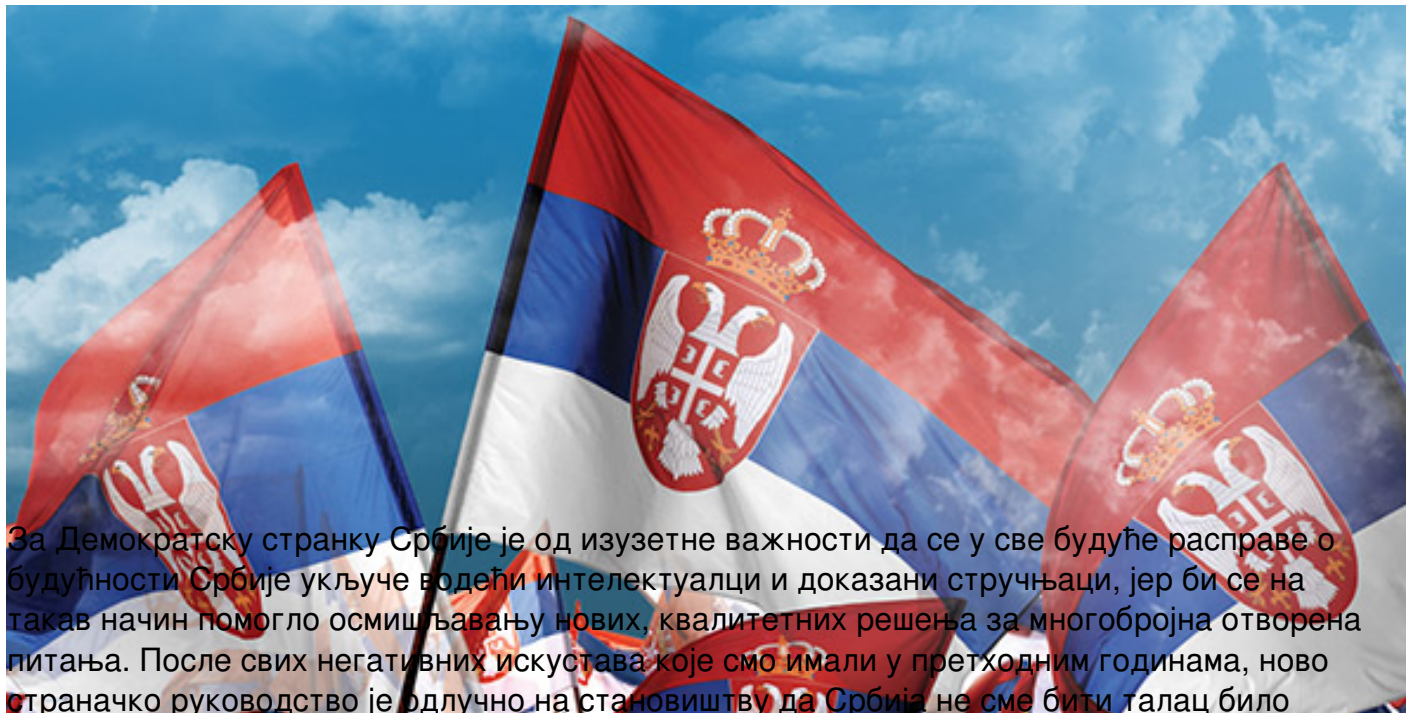 За Демократску странку Србије је од изузетне важности да се у све будуће расправе о
будућности Србије укључе водећи интелектуалци и доказани стручњаци, јер би се на
такав начин помогло осмишљавању нових, квалитетних решења за многобројна отворена
питања. После свих негативних искустава које смо имали у претходним годинама, ново
страначко руководство је одлучно на становиштву да Србија не сме бити талац било